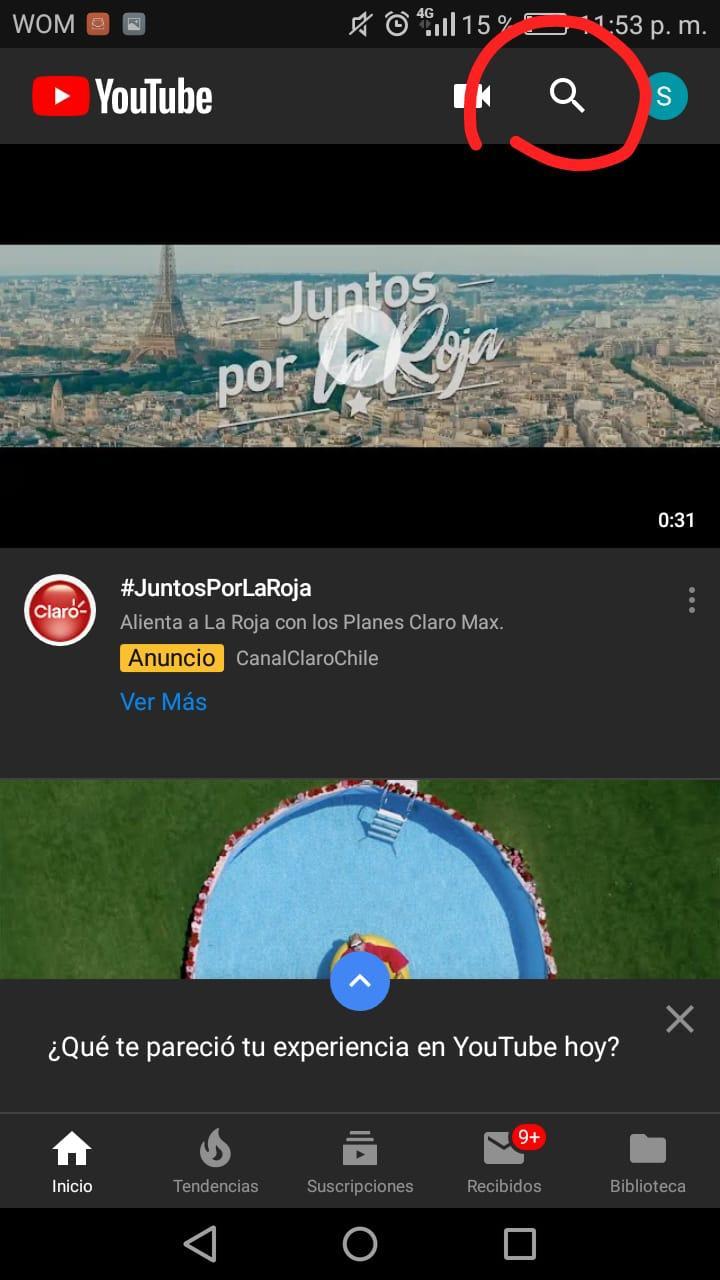 WOM 4G 15 % 11:53 p. m.
YouTube S
Juntos
por la Roja
0:31
Claro
#JuntosPorLaRoja
Alienta a La Roja con los Planes Claro Max.
Anuncio CanalClaroChile
Ver Más
¿Qué te pareció tu experiencia en YouTube hoy?
9+
Inicio Tendencias Suscripciones Recibidos Biblioteca